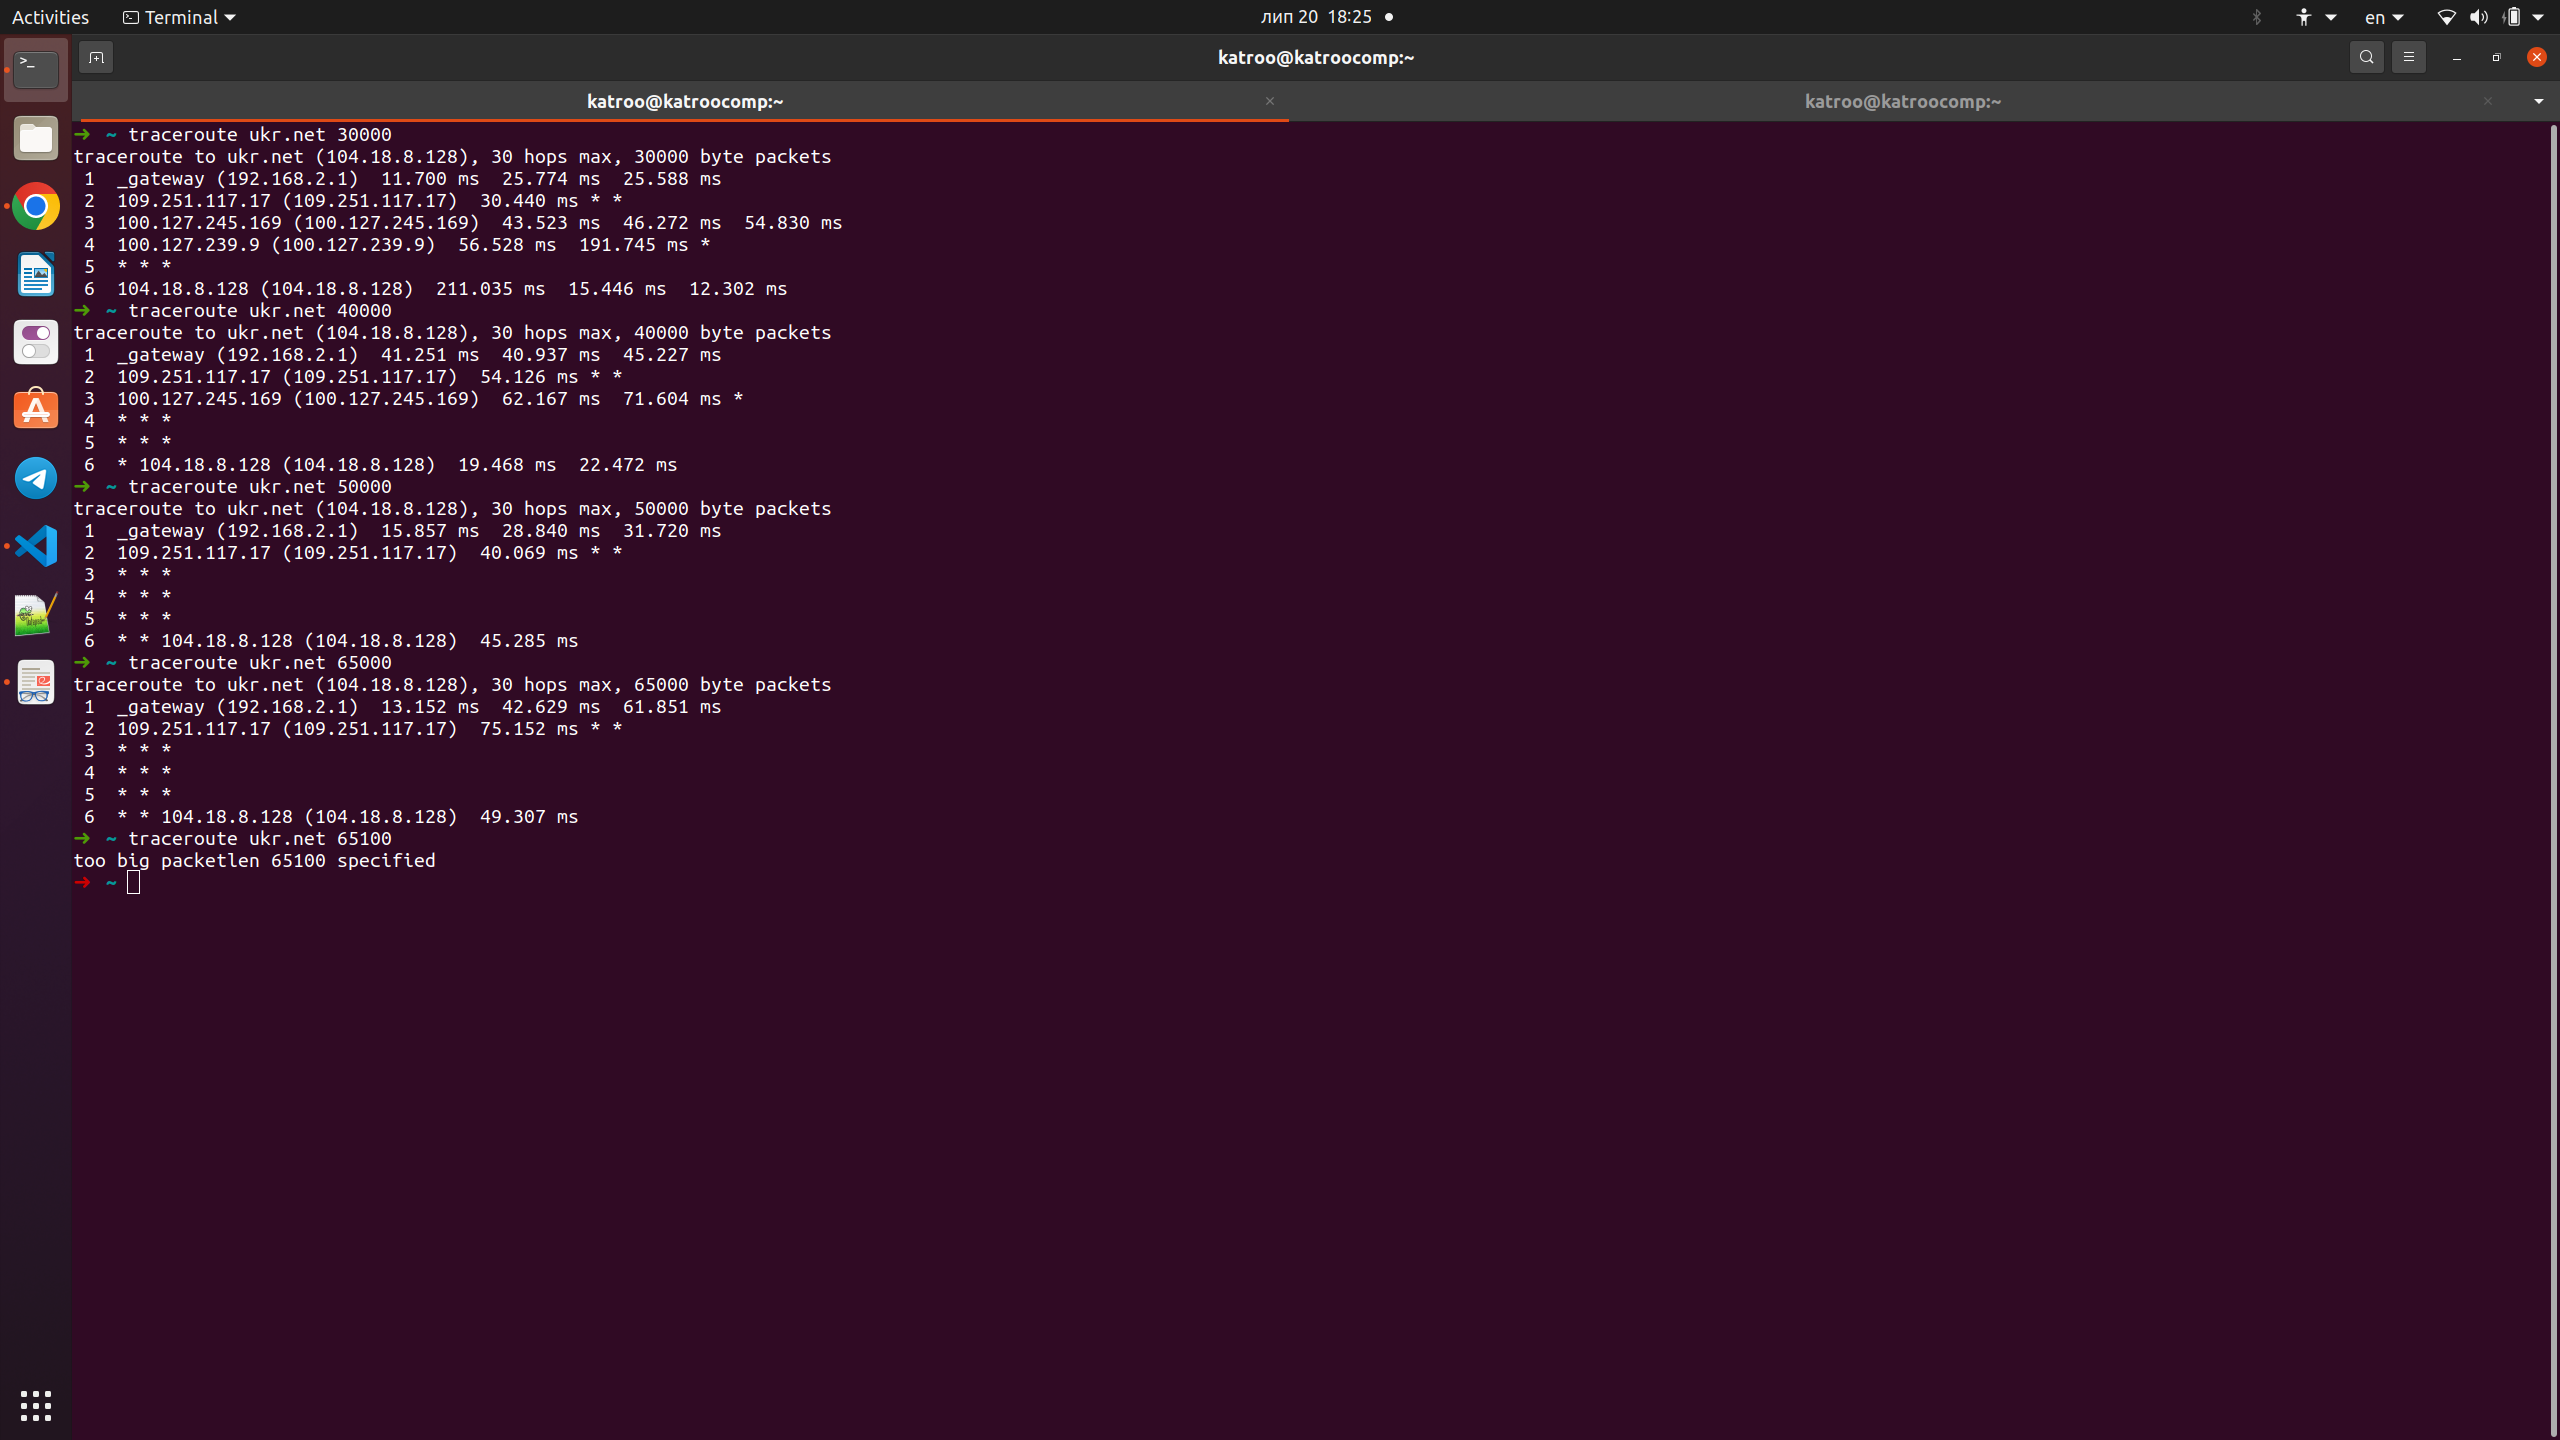 Activities Terminal лип 20 18:25 en
katroo@katroocomp:~
katroo@katroocomp:~ katroo@katroocomp:~
➜ ~ traceroute ukr.net 30000
traceroute to ukr.net (104.18.8.128), 30 hops max, 30000 byte packets
1 _gateway (192.168.2.1) 11.700 ms 25.774 ms 25.588 ms
2 109.251.117.17 (109.251.117.17) 30.440 ms * *
3 100.127.245.169 (100.127.245.169) 43.523 ms 46.272 ms 54.830 ms
4 100.127.239.9 (100.127.239.9) 56.528 ms 191.745 ms *
5 * * *
6 104.18.8.128 (104.18.8.128) 211.035 ms 15.446 ms 12.302 ms
➜ ~ traceroute ukr.net 40000
traceroute to ukr.net (104.18.8.128), 30 hops max, 40000 byte packets
1 _gateway (192.168.2.1) 41.251 ms 40.937 ms 45.227 ms
2 109.251.117.17 (109.251.117.17) 54.126 ms * *
3 100.127.245.169 (100.127.245.169) 62.167 ms 71.604 ms *
4 * * *
5 * * *
6 * 104.18.8.128 (104.18.8.128) 19.468 ms 22.472 ms
➜ ~ traceroute ukr.net 50000
traceroute to ukr.net (104.18.8.128), 30 hops max, 50000 byte packets
1 _gateway (192.168.2.1) 15.857 ms 28.840 ms 31.720 ms
2 109.251.117.17 (109.251.117.17) 40.069 ms * *
3 * * *
4 * * *
5 * * *
6 * * 104.18.8.128 (104.18.8.128) 45.285 ms
➜ ~ traceroute ukr.net 65000
traceroute to ukr.net (104.18.8.128), 30 hops max, 65000 byte packets
1 _gateway (192.168.2.1) 13.152 ms 42.629 ms 61.851 ms
2 109.251.117.17 (109.251.117.17) 75.152 ms * *
3 * * *
4 * * *
5 * * *
6 * * 104.18.8.128 (104.18.8.128) 49.307 ms
➜ ~ traceroute ukr.net 65100
too big packetlen 65100 specified
➜ ~